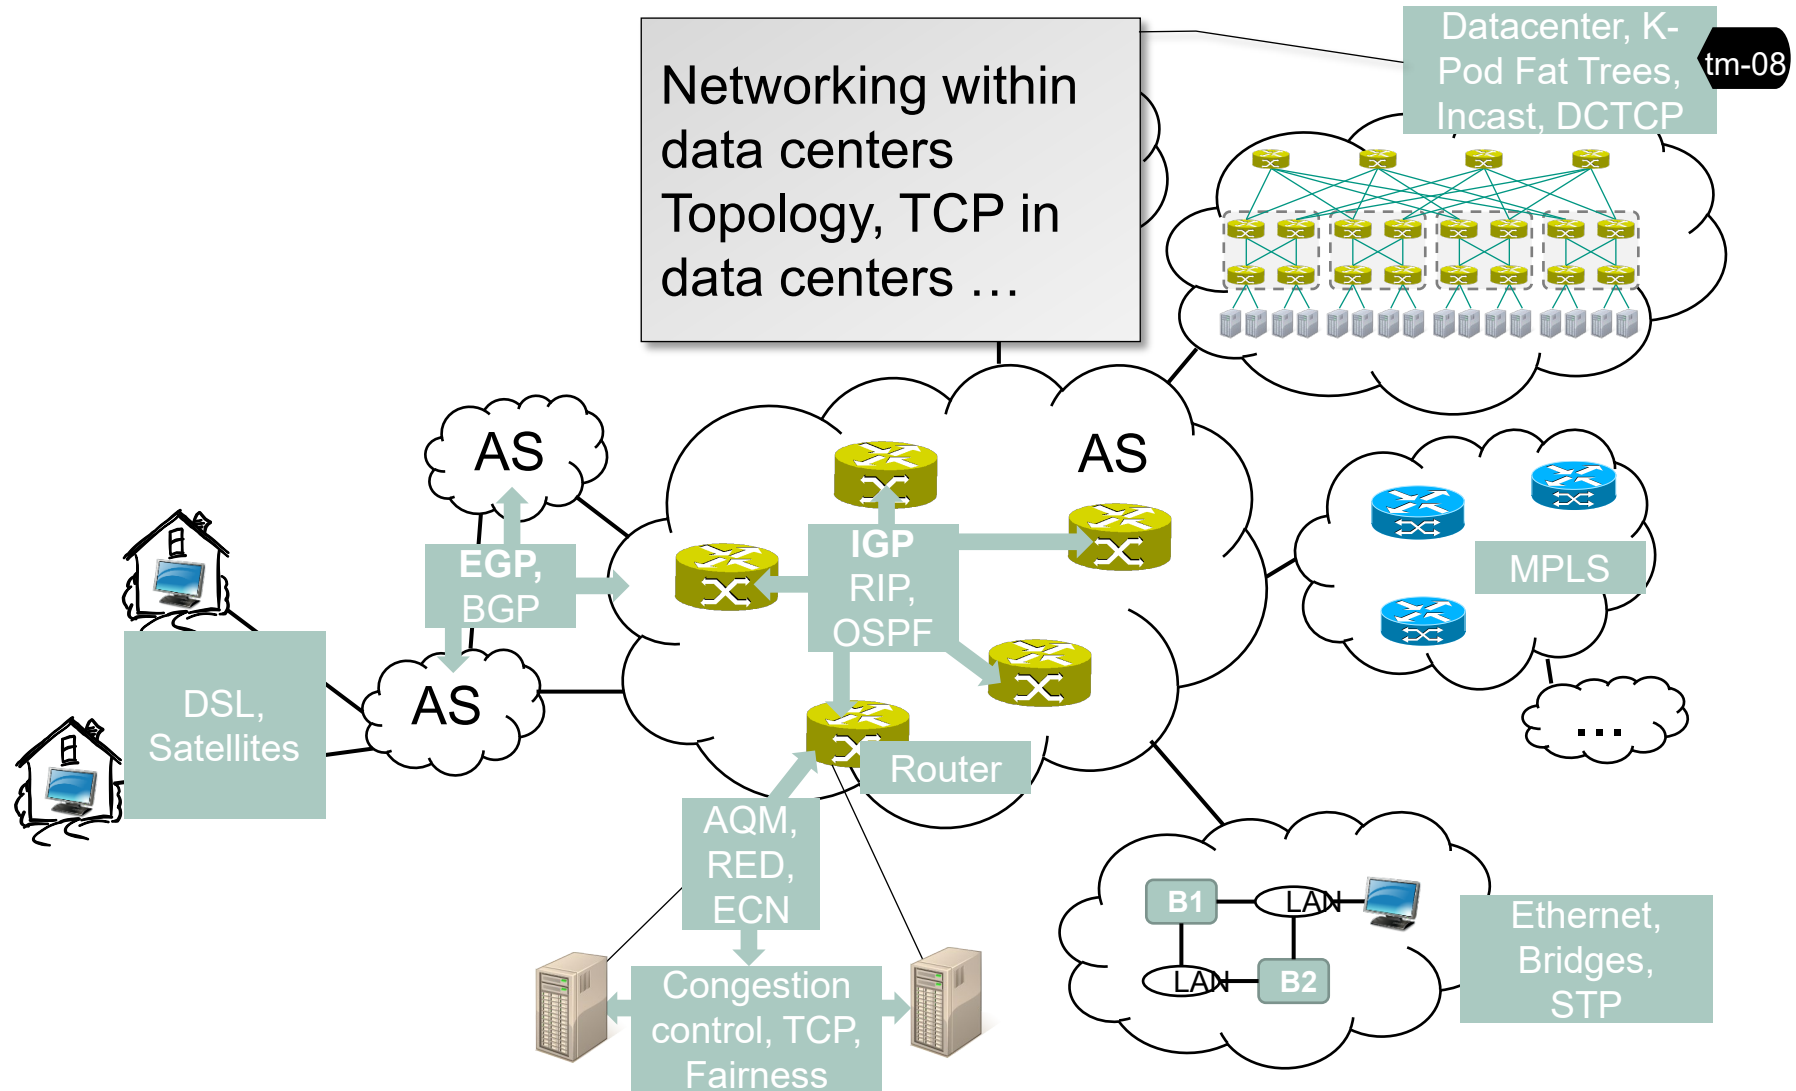 Networking within
data centers
Topology, TCP in
data centers …
Datacenter, K-
Pod Fat Trees,
Incast, DCTCP
tm-08
AS
AS
EGP,
BGP
IGP
RIP,
OSPF
MPLS
DSL,
Satellites
AS
Router
...
AQM,
RED,
ECN
B1
LAN
LAN
B2
Ethernet,
Bridges,
STP
Congestion
control, TCP,
Fairness